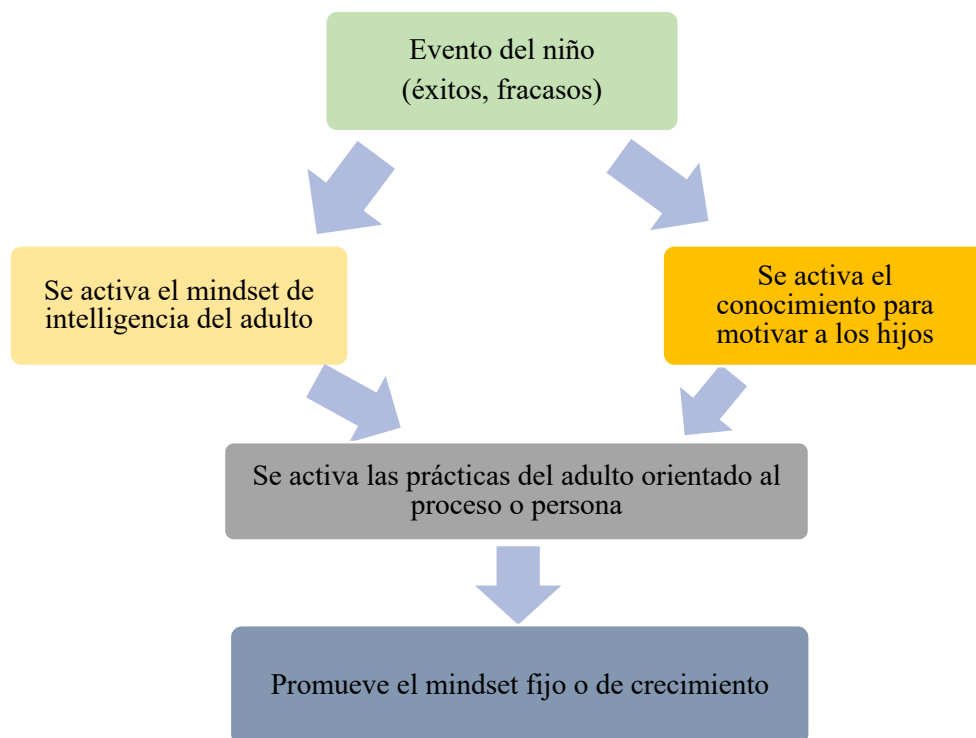 Evento del niño
(éxitos, fracasos)
Se activa el mindset de
intelligencia del adulto
Se activa el
conocimiento para
motivar a los hijos
Se activa las prácticas del adulto orientado al
proceso o persona
Promueve el mindset fijo o de crecimiento